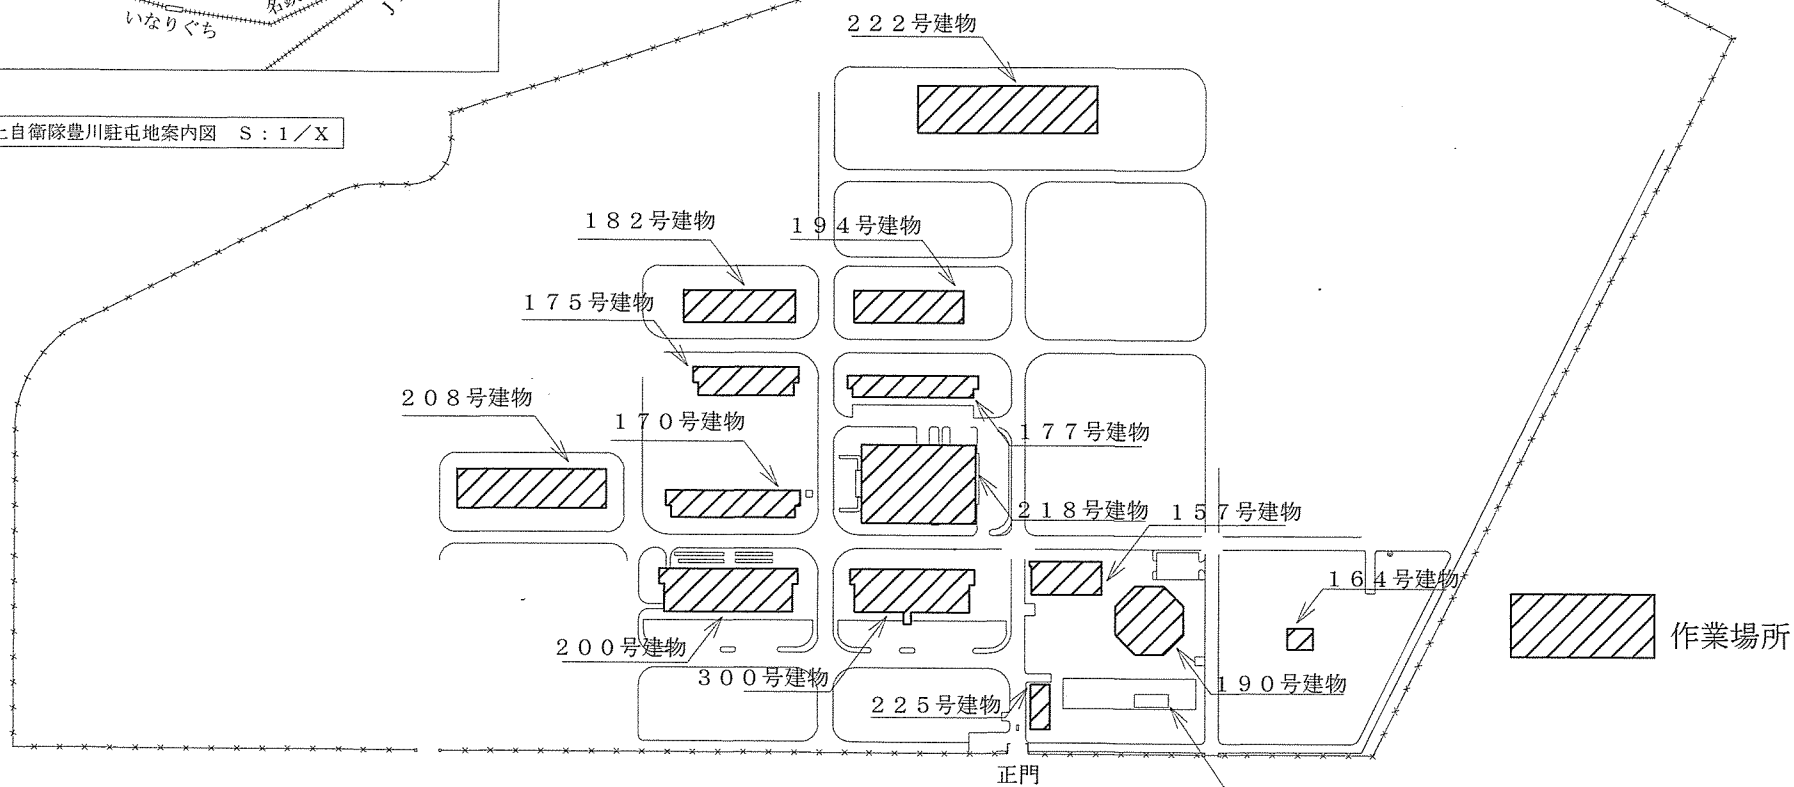 いなりぐち
名鉄
J
土自衛隊豊川駐屯地案内図　Ｓ：１／Ｘ
２２２号建物
１８２号建物
１９４号建物
１７５号建物
２０８号建物
１７０号建物
１７７号建物
２１８号建物
１５７号建物
１６４号建物
作業場所
２００号建物
３００号建物
１９０号建物
２２５号建物
正門